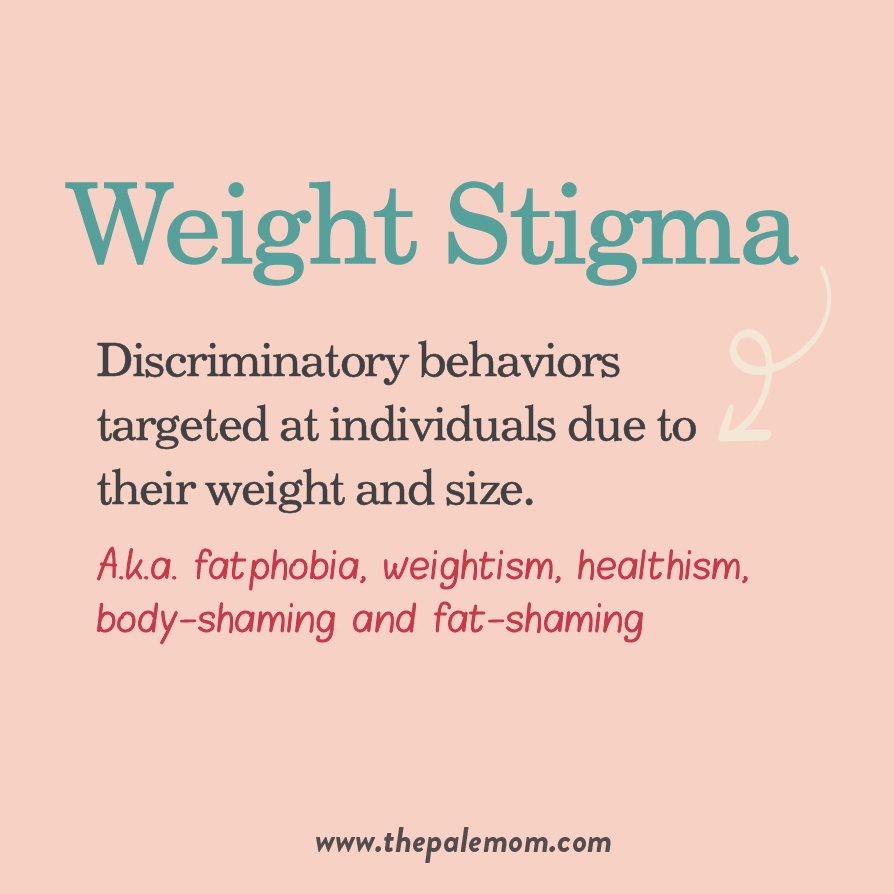 Weight Stigma
Discriminatory behaviors
targeted at individuals due to
their weight and size.
A.k.a. fatphobia, weightism, healthism,
body-shaming and fat-shaming
www.thepalemom.com